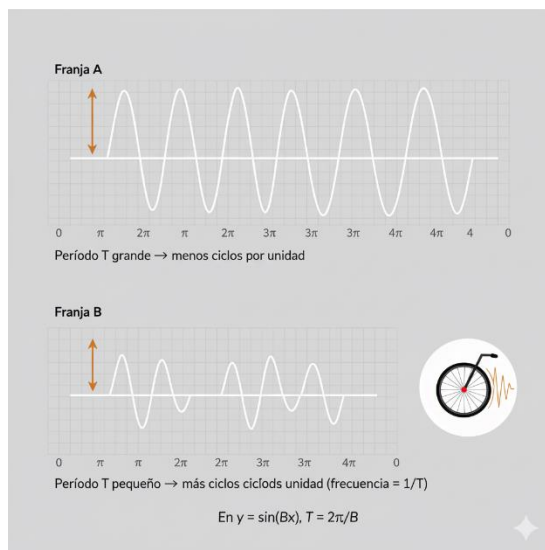 Franja A
0 π 2π π 2π 3π 3π 3π 4π 4π 4 0
Período T grande → menos ciclos por unidad
Franja B
0 π π 2π 2π 3π 3π 4π 0
Período T pequeño → más ciclos ciclods unidad (frecuencia = 1/T)
En y = sin(Bx), T = 2π/B